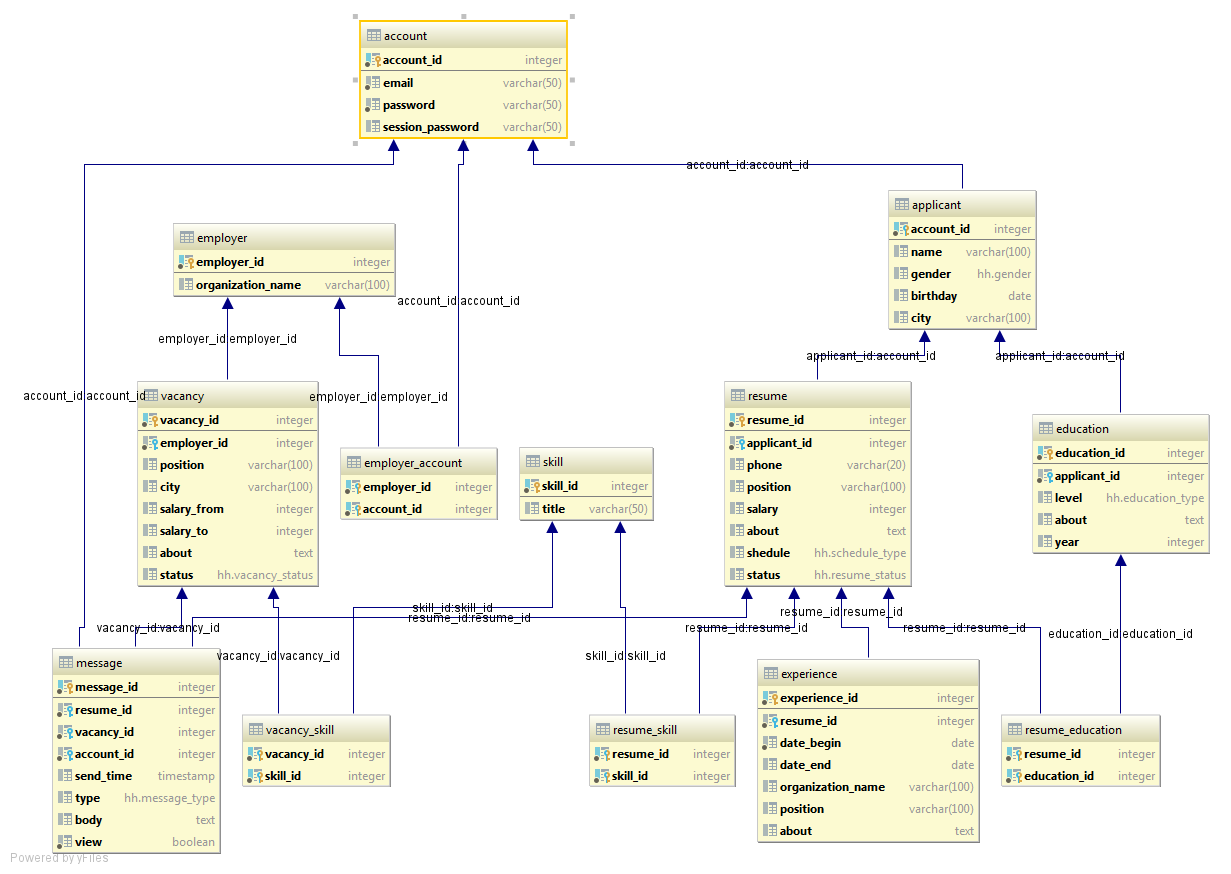 account
account_id integer
email varchar(50)
password varchar(50)
session_password varchar(50)
account_id:account_id
applicant
account_id integer
name varchar(100)
gender hh.gender
birthday date
city varchar(100)
employer
employer_id integer
organization_name varchar(100)
account_id:account_id
employer_id:employer_id
applicant_id:account_id
applicant_id:account_id
account_id:account_id
employer_id:employer_id
vacancy
vacancy_id integer
employer_id integer
position varchar(100)
city varchar(100)
salary_from integer
salary_to integer
about text
status hh.vacancy_status
employer_account
employer_id integer
account_id integer
skill
skill_id integer
title varchar(50)
resume
resume_id integer
applicant_id integer
phone varchar(20)
position varchar(100)
salary integer
about text
shedule hh.schedule_type
status hh.resume_status
education
education_id integer
applicant_id integer
level hh.education_type
about text
year integer
skill_id:skill_id
resume_id:resume_id
resume_id:resume_id
vacancy_id:vacancy_id
resume_id:resume_id
resume_id:resume_id
education_id:education_id
vacancy_id:vacancy_id
skill_id:skill_id
message
message_id integer
resume_id integer
vacancy_id integer
account_id integer
send_time timestamp
type hh.message_type
body text
view boolean
vacancy_skill
vacancy_id integer
skill_id integer
resume_skill
resume_id integer
skill_id integer
experience
experience_id integer
resume_id integer
date_begin date
date_end date
organization_name varchar(100)
position varchar(100)
about text
resume_education
resume_id integer
education_id integer
Powered by yFiles